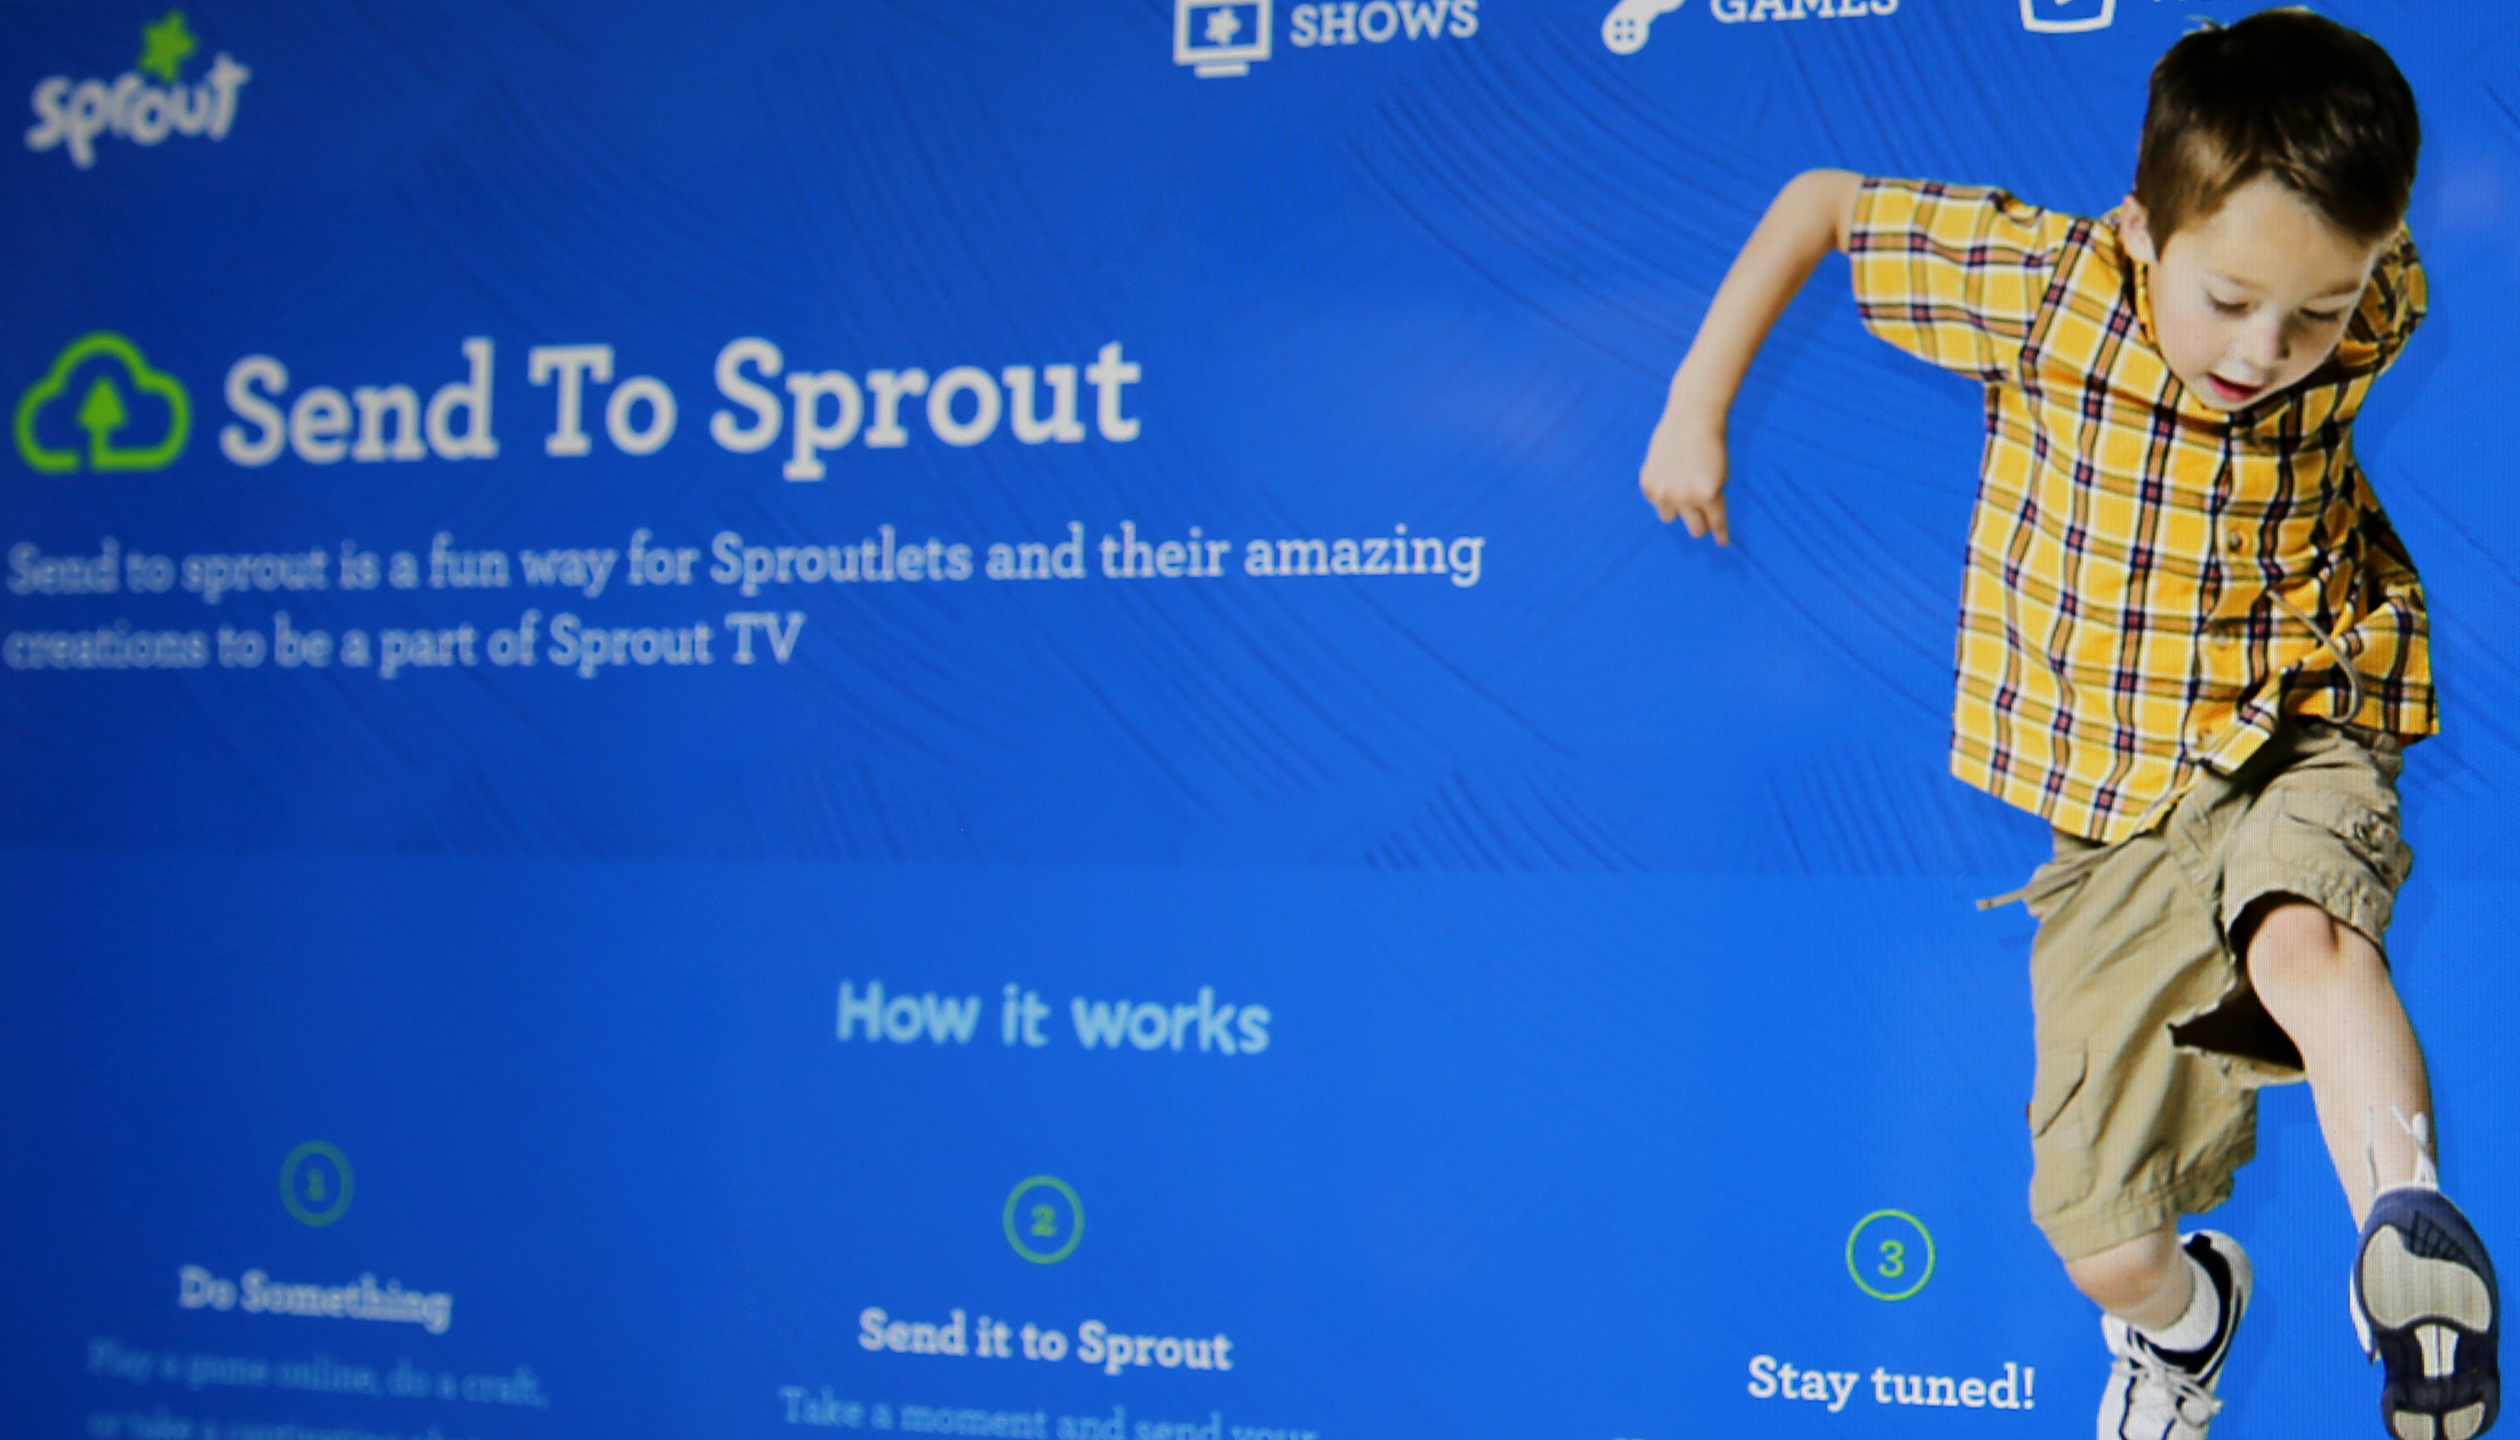 sprout
SHOWS
GAMES
Send To Sprout
Send to sprout is a fun way for Sproutlets and their amazing
creations to be a part of Sprout TV
How it works
1
2
3
Do Something
Send it to Sprout
Stay tuned!
Play a game online, do a craft,
Take a moment and send your
or take a